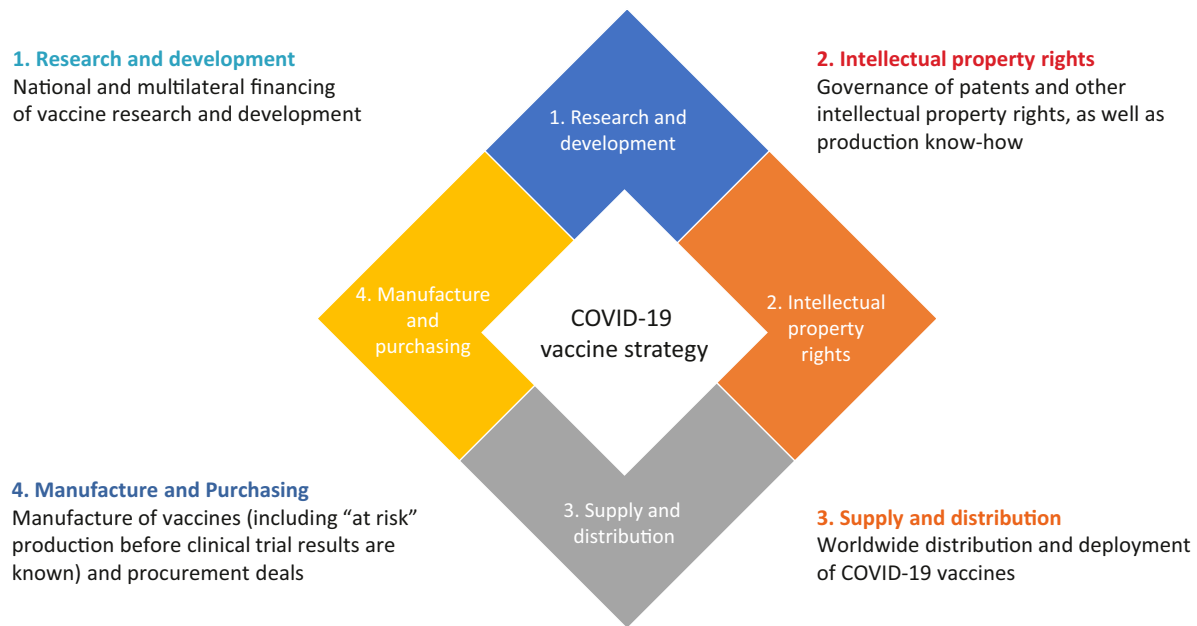 1. Research and development
National and multilateral financing
of vaccine research and development
2. Intellectual property rights
Governance of patents and other
intellectual property rights, as well as
production know-how
1. Research and
development
4. Manufacture
and
purchasing
COVID-19
vaccine strategy
2. Intellectual
property
rights
3. Supply and
distribution
4. Manufacture and Purchasing
Manufacture of vaccines (including “at risk”
production before clinical trial results are
known) and procurement deals
3. Supply and distribution
Worldwide distribution and deployment
of COVID-19 vaccines